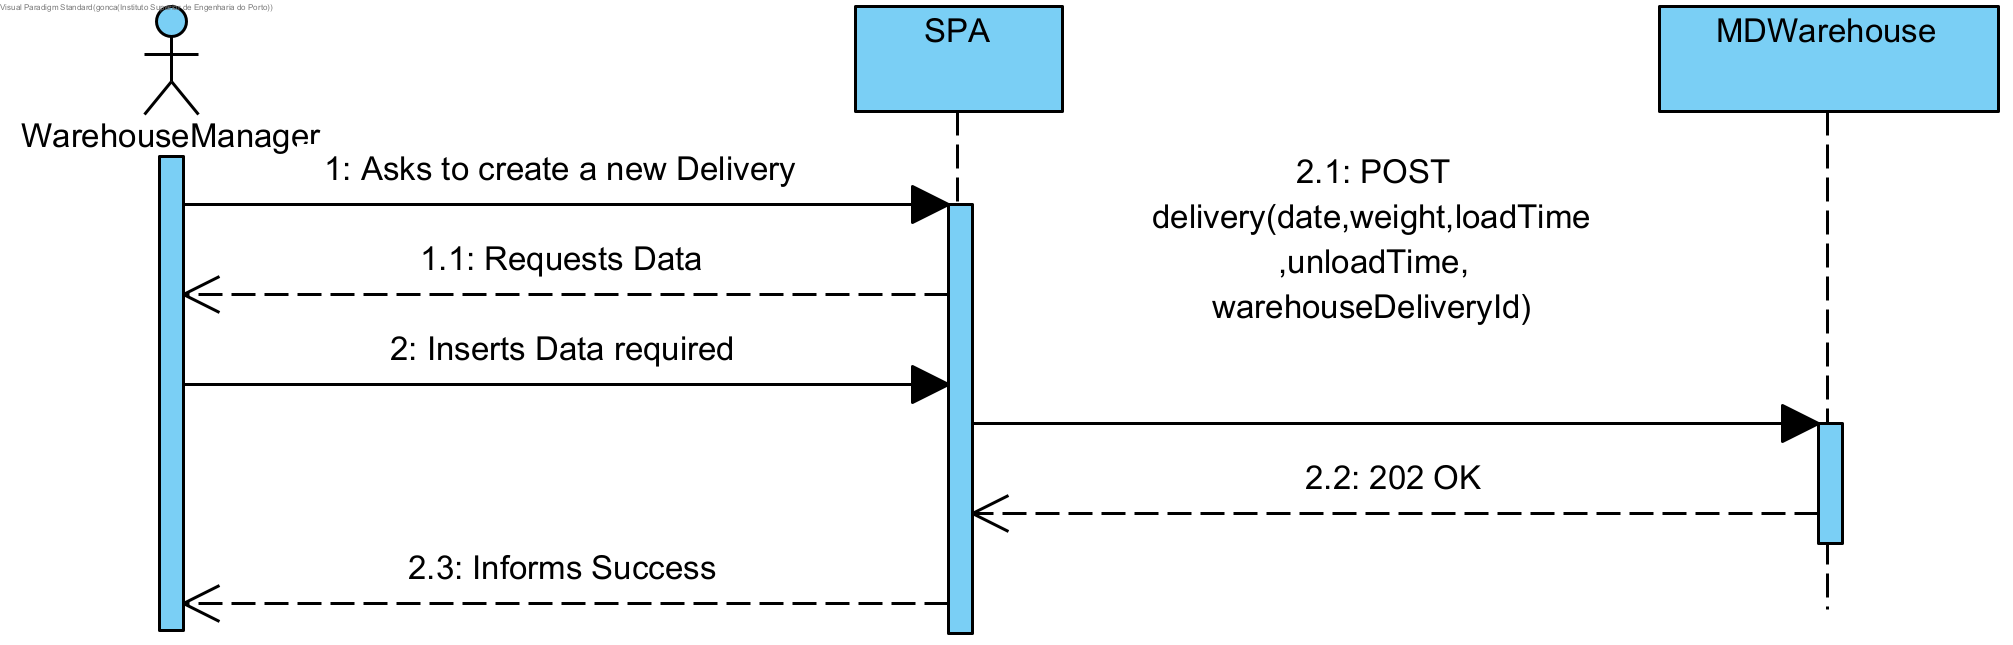 Visual Paradigm Standard(gonca(Instituto Superior de Engenharia do Porto))
SPA
MDWarehouse
WarehouseManager
1: Asks to create a new Delivery
2.1: POST
delivery(date,weight,loadTime
,unloadTime,
warehouseDeliveryId)
1.1: Requests Data
2: Inserts Data required
2.2: 202 OK
2.3: Informs Success